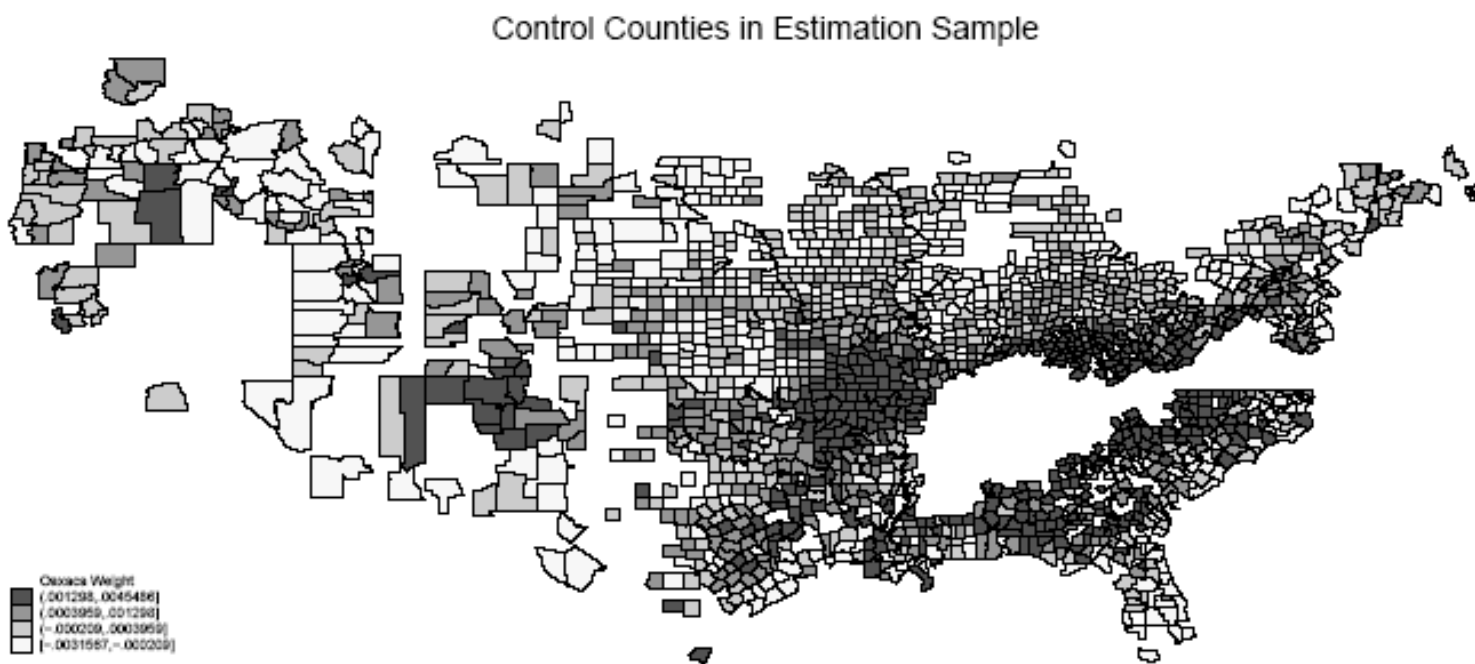 Control Counties in Estimation Sample
Oaxaca Weight
(.001298,.0045486]
(.0003959,.001298]
(−.000209,.0003959]
[−.0031567,−.000209]